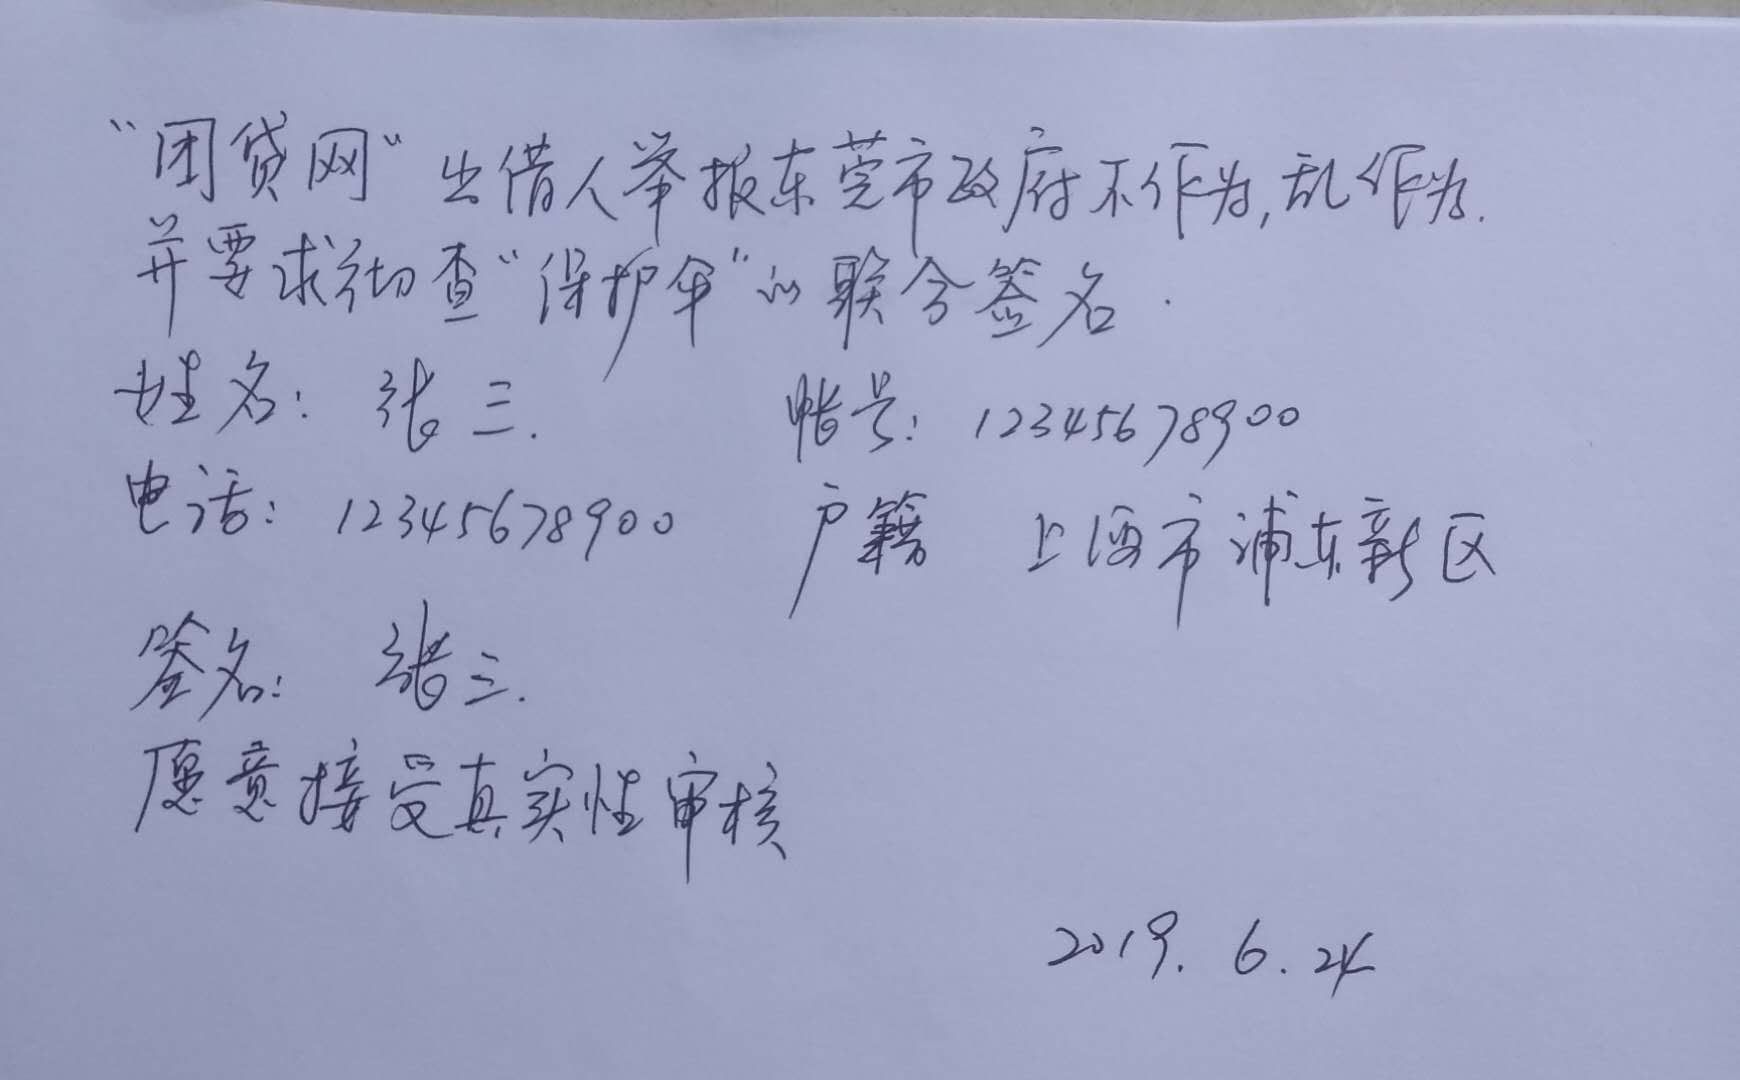 “团贷网”出借人举报东莞市政府不作为,乱作为.
并要求彻查“保护伞”的联合签名.
姓名: 张三. 帐号: 12345678900
电话: 12345678900 户籍 上海市浦东新区
签名: 张三.
愿意接受真实性审核
2019. 6. 24